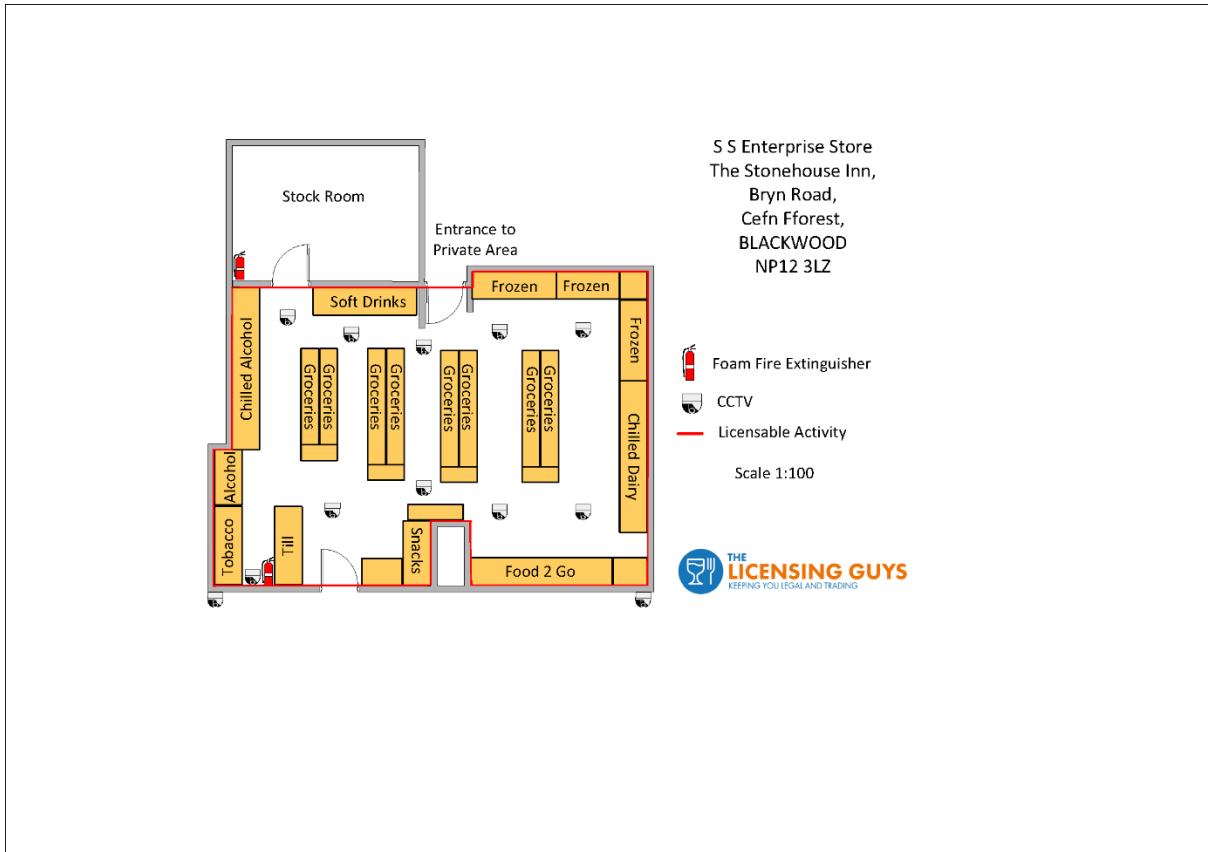 S S Enterprise Store
The Stonehouse Inn,
Bryn Road,
Cefn Fforest,
BLACKWOOD
NP12 3LZ
Stock Room
Entrance to
Private Area
Soft Drinks
Frozen
Frozen
Frozen
Chilled Alcohol
Groceries
Groceries
Groceries
Groceries
Groceries
Groceries
Groceries
Groceries
Chilled Dairy
Alcohol
Tobacco
Till
Snacks
Food 2 Go
Foam Fire Extinguisher
CCTV
Licensable Activity
Scale 1:100
THE
LICENSING GUYS
KEEPING YOU LEGAL AND TRADING